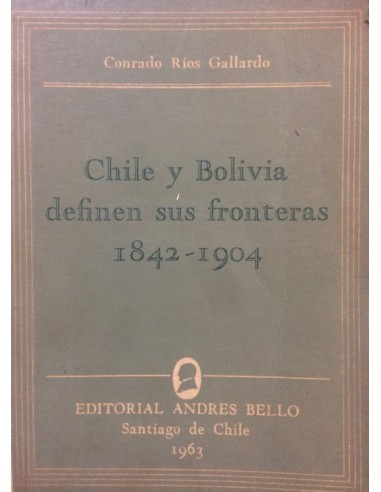 Conrado Ríos Gallardo
Chile y Bolivia
definen sus fronteras
1842-1904
EDITORIAL ANDRES BELLO
Santiago de Chile
1963